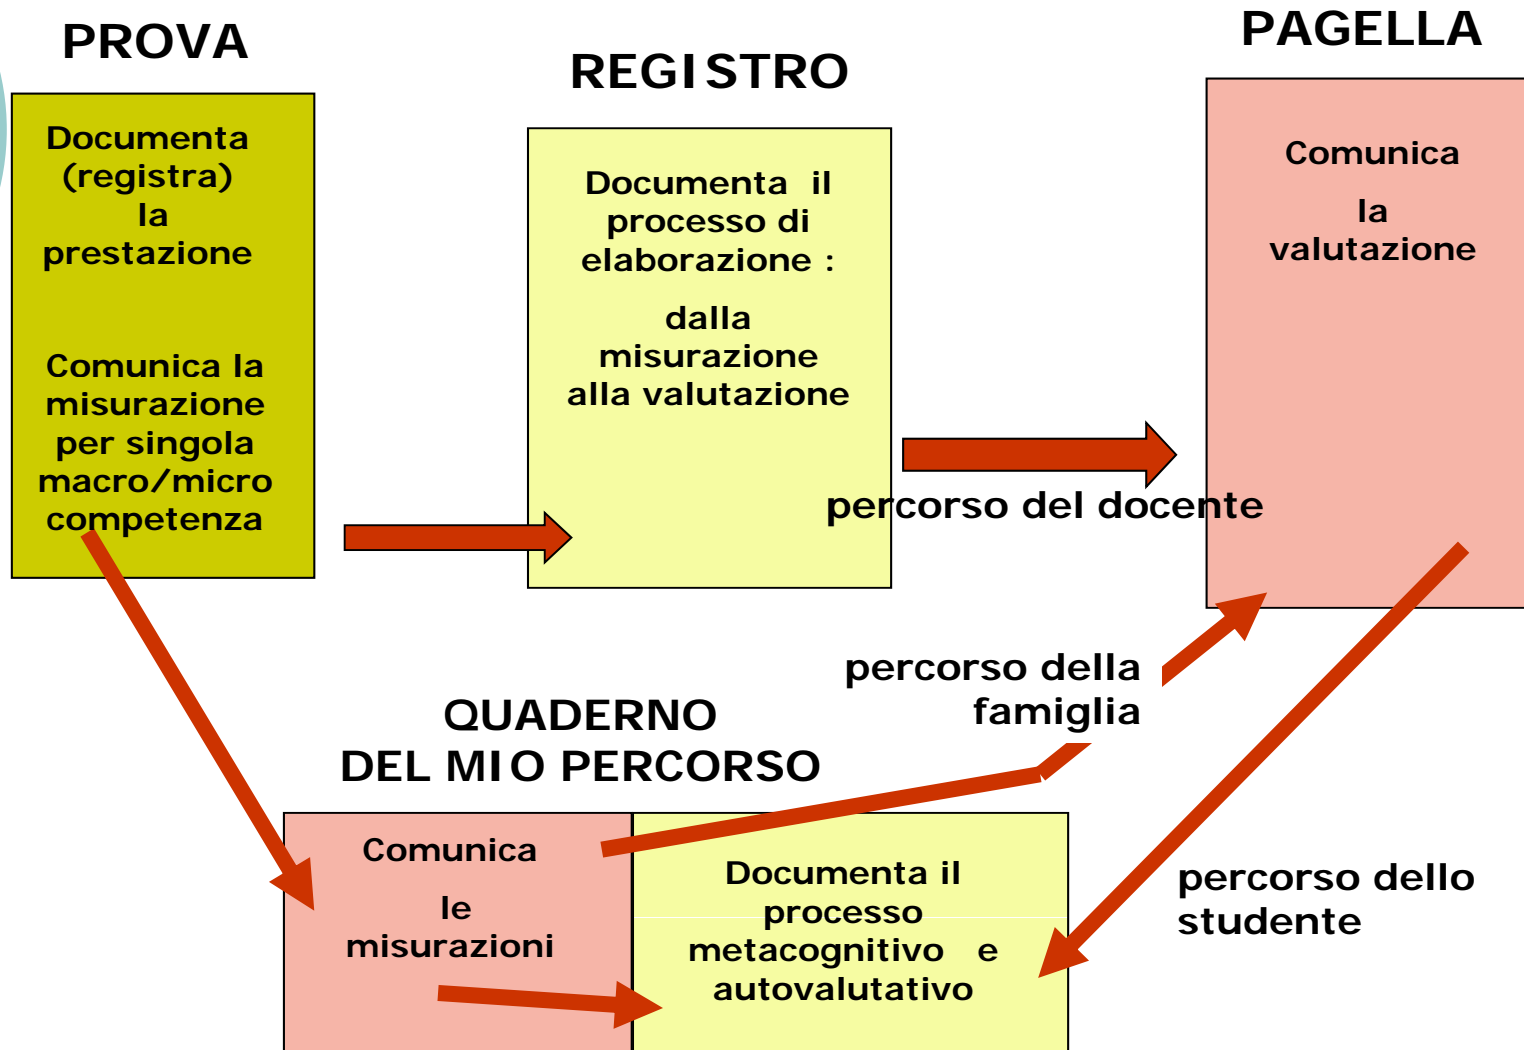 PROVA
Documenta
(registra)
la
prestazione
Comunica la
misurazione
per singola
macro/micro
competenza
REGISTRO
Documenta il
processo di
elaborazione :
dalla
misurazione
alla valutazione
PAGELLA
Comunica
la
valutazione
percorso del docente
percorso della
famiglia
QUADERNO
DEL MIO PERCORSO
Comunica
le
misurazioni
Documenta il
processo
metacognitivo e
autovalutativo
percorso dello
studente